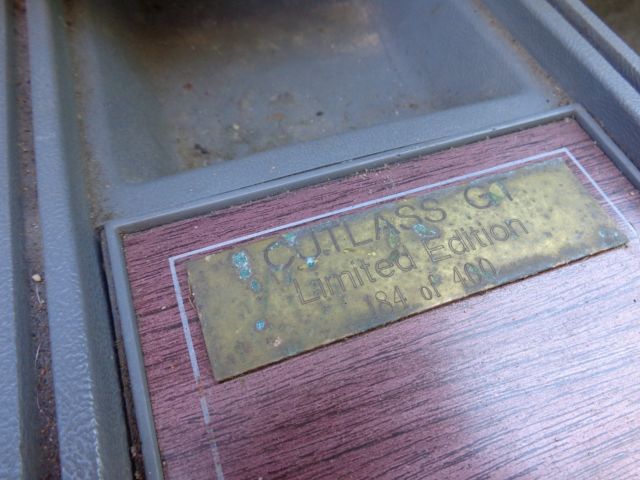 CUTLASS GT
Limited Edition
184 of 400